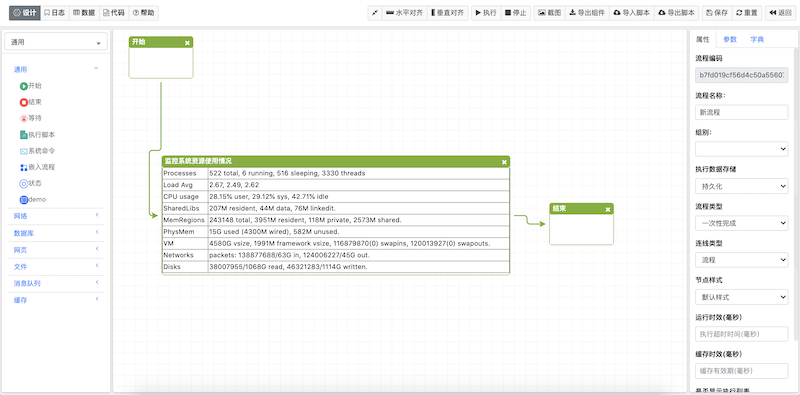 设计 日志 数据 代码 帮助 水平对齐 垂直对齐 执行 停止 截图 导出组件 导入脚本 导出脚本 保存 重置 返回
通用
通用
开始
结束
等待
执行脚本
系统命令
嵌入流程
状态
demo
网络
数据库
网页
文件
消息队列
缓存
开始
监控系统资源使用情况
Processes 522 total, 6 running, 516 sleeping, 3330 threads
Load Avg 2.67, 2.49, 2.62
CPU usage 28.15% user, 29.12% sys, 42.71% idle
SharedLibs 207M resident, 44M data, 76M linkedit.
MemRegions 243148 total, 3951M resident, 118M private, 2573M shared.
PhysMem 15G used (4300M wired), 582M unused.
VM 4580G vsize, 1991M framework vsize, 116879870(0) swapins, 120013927(0) swapouts.
Networks packets: 138877688/63G in, 124006227/45G out.
Disks 38007955/1068G read, 46321283/1114G written.
结束
属性 参数 字典
流程编码
b7fd019cf56d4c50a5560
流程名称:
新流程
组别:
执行数据存储
持久化
流程类型
一次性完成
连线类型
流程
节点样式
默认样式
运行时效(毫秒)
执行超时时间(毫秒)
缓存时效(毫秒)
缓存有效期(毫秒)
是否显示执行列表